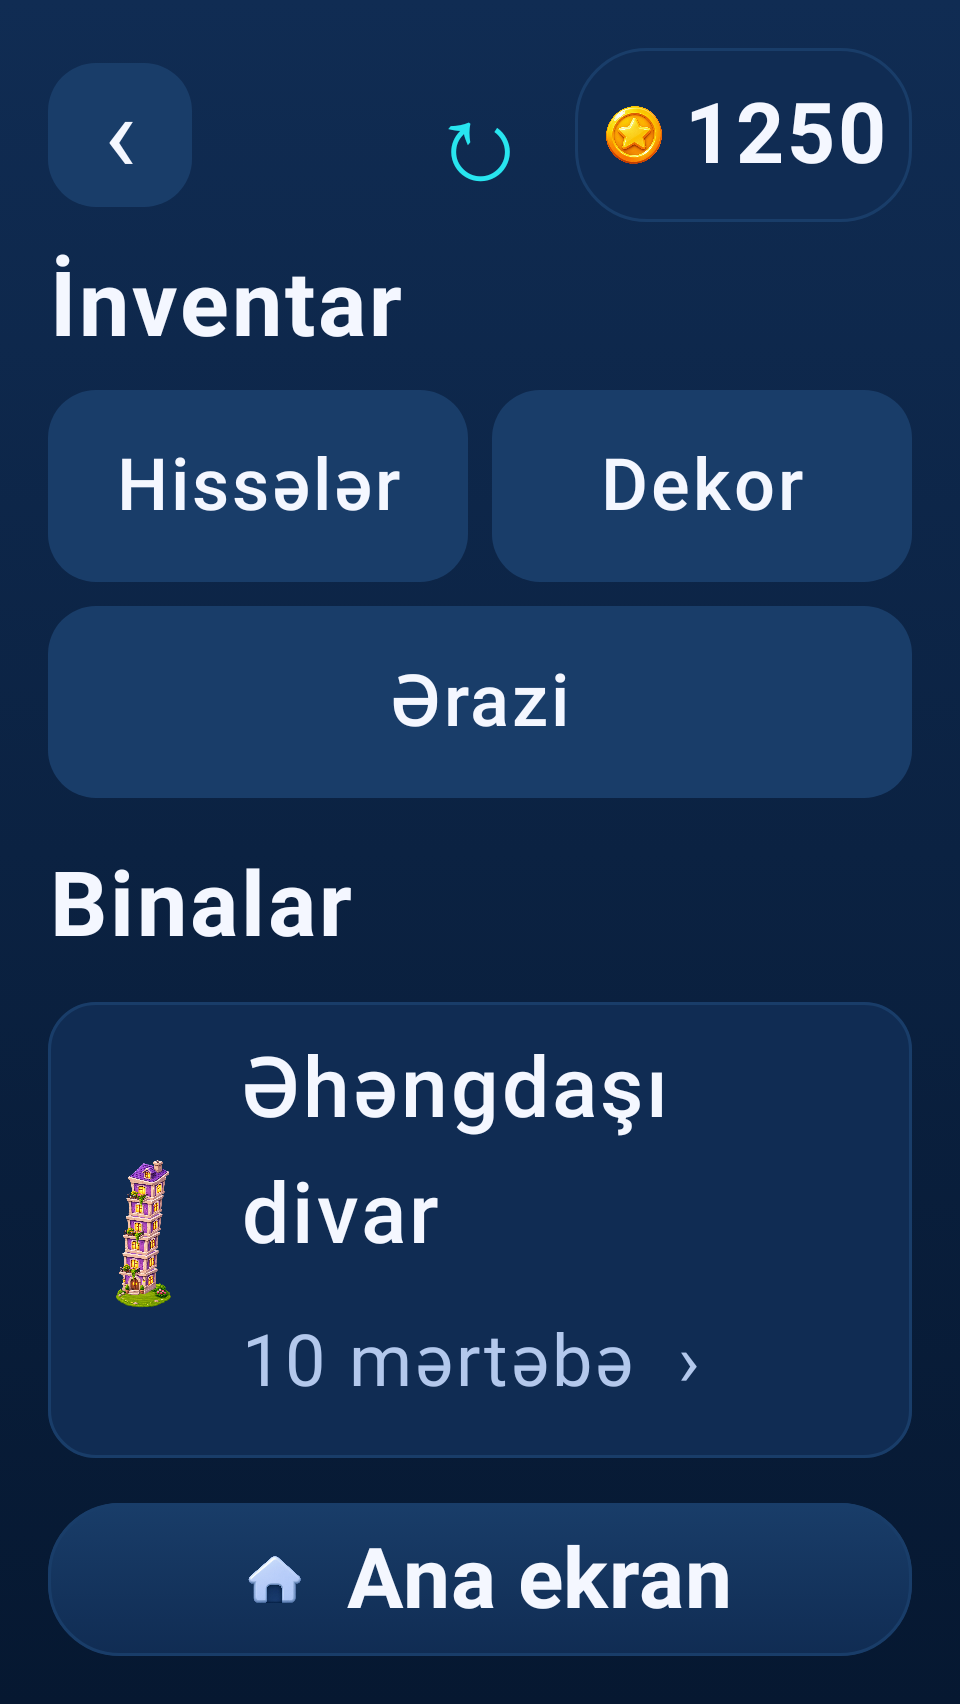 1250
İnventar
Hissələr
Dekor
Ərazi
Binalar
Əhəngdaşı
divar
10 mərtəbə ›
Ana ekran